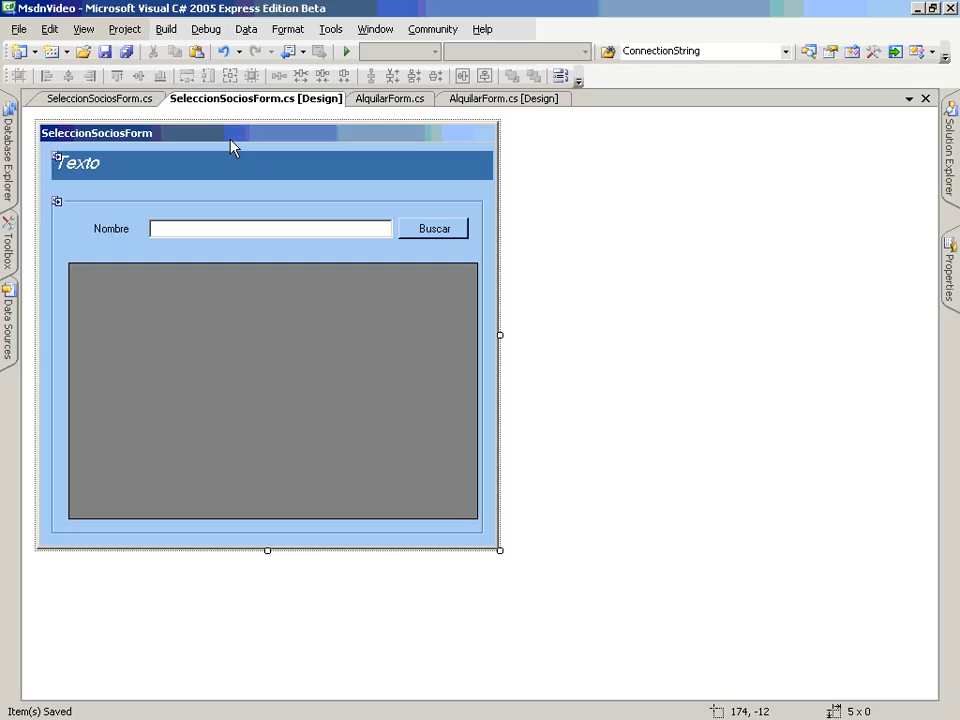 MsdnVideo - Microsoft Visual C# 2005 Express Edition Beta
File Edit View Project Build Debug Data Format Tools Window Community Help
ConnectionString
SeleccionSociosForm.cs SeleccionSociosForm.cs [Design] AlquilarForm.cs AlquilarForm.cs [Design]
Database Explorer
Toolbox
Data Sources
SeleccionSociosForm
Texto
Nombre
Buscar
Solution Explorer
Properties
Item(s) Saved
174, -12
5 x 0